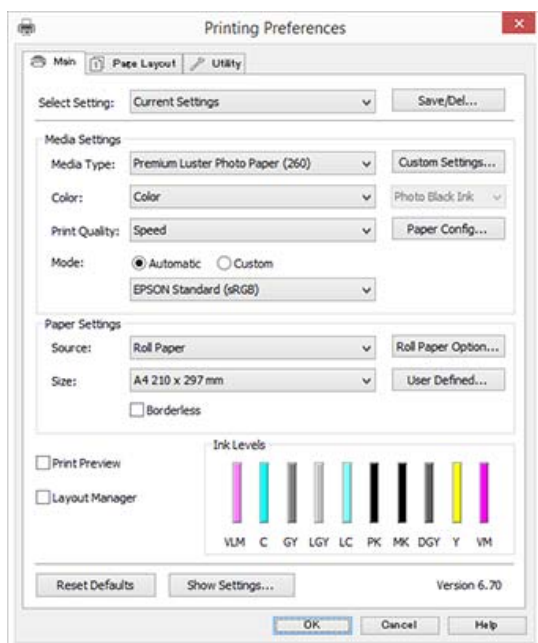 Printing Preferences
Main Page Layout Utility
Select Setting: Current Settings Save/Del...
Media Settings
Media Type: Premium Luster Photo Paper (260) Custom Settings...
Color: Color Photo Black Ink
Print Quality: Speed Paper Config...
Mode: Automatic Custom
EPSON Standard (sRGB)
Paper Settings
Source: Roll Paper Roll Paper Option...
Size: A4 210 x 297 mm User Defined...
Borderless
Ink Levels
Print Preview
Layout Manager
VLM C GY LGY LC PK MK DGY Y VM
Reset Defaults Show Settings... Version 6.70
OK Cancel Help